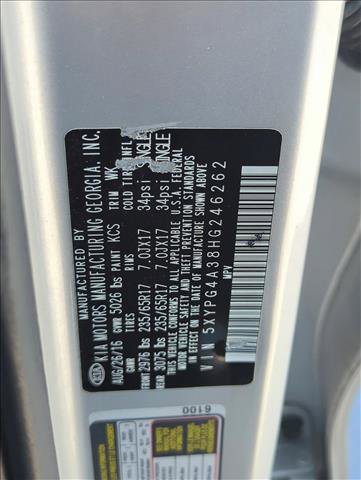 MANUFACTURED BY
KIA MOTORS MANUFACTURING GEORGIA, INC.
AUG/26/16 GVWR 5026 lbs PAINT KCS TRIM WK
GAWR RIMS COLD TIRE INFL
FRONT 2976 lbs 235/65R17 7.0JX17 34psi SINGLE
REAR 3075 lbs 235/65R17 7.0JX17 34psi SINGLE
THIS VEHICLE CONFORMS TO ALL APPLICABLE U.S.A. FEDERAL
MOTOR VEHICLE SAFETY AND THEFT PREVENTION STANDARDS
IN EFFECT ON THE DATE OF MANUFACTURE SHOWN ABOVE.
VIN 5XYPG4A38HG246262
MPV
KIA
6100